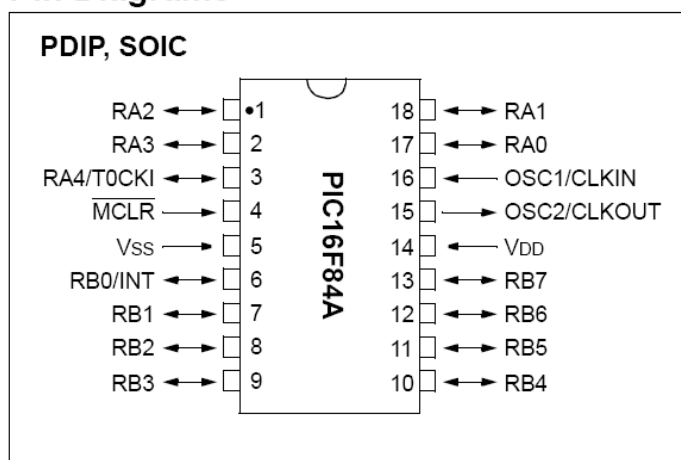 PDIP, SOIC
RA2 •1 18 RA1
RA3 2 17 RA0
RA4/T0CKI 3 16 OSC1/CLKIN
MCLR 4 15 OSC2/CLKOUT
VSS 5 14 VDD
RB0/INT 6 13 RB7
RB1 7 12 RB6
RB2 8 11 RB5
RB3 9 10 RB4
PIC16F84A